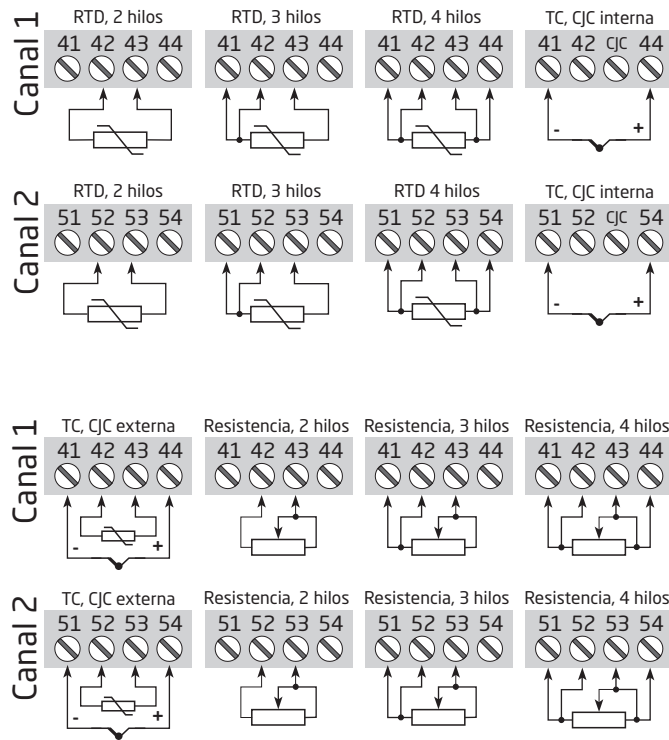 Canal 1
RTD, 2 hilos RTD, 3 hilos RTD, 4 hilos TC, CJC interna
41 42 43 44 41 42 43 44 41 42 43 44 41 42 CJC 44
- +
Canal 2
RTD, 2 hilos RTD, 3 hilos RTD 4 hilos TC, CJC interna
51 52 53 54 51 52 53 54 51 52 53 54 51 52 CJC 54
- +
Canal 1
TC, CJC externa Resistencia, 2 hilos Resistencia, 3 hilos Resistencia, 4 hilos
41 42 43 44 41 42 43 44 41 42 43 44 41 42 43 44
- +
Canal 2
TC, CJC externa Resistencia, 2 hilos Resistencia, 3 hilos Resistencia, 4 hilos
51 52 53 54 51 52 53 54 51 52 53 54 51 52 53 54
- +